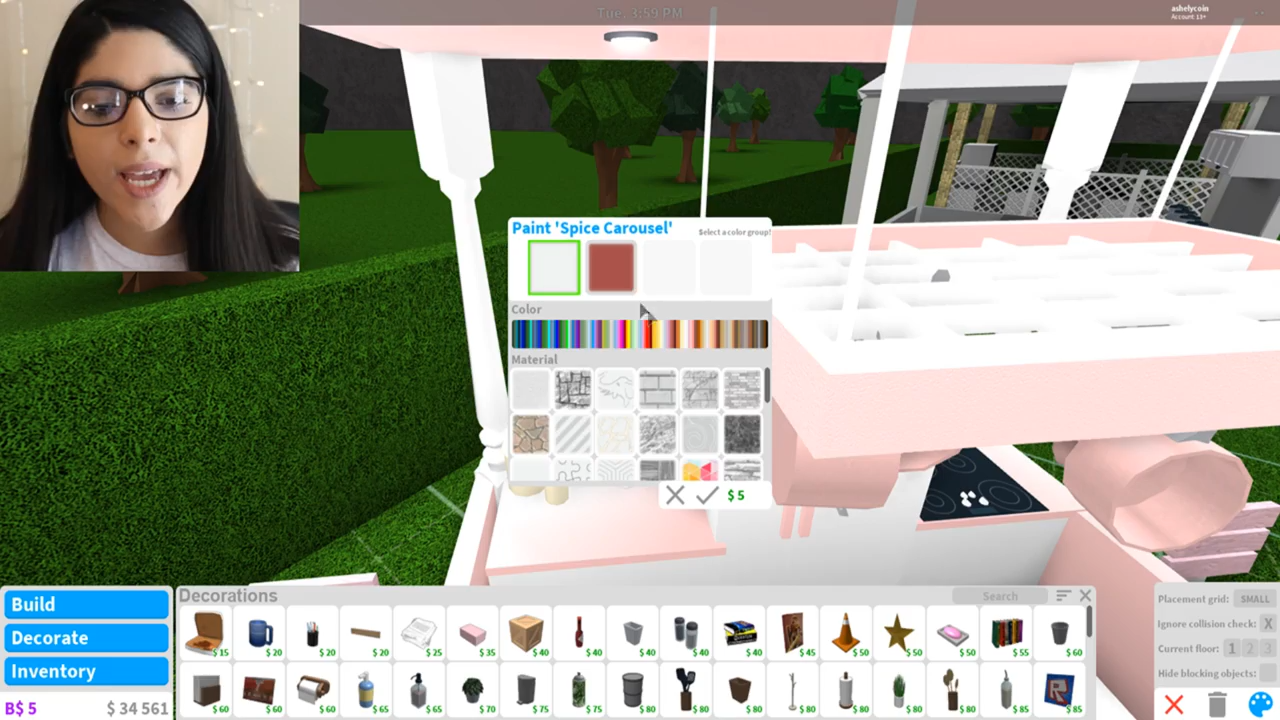 Tue, 3:59 PM
ashelycoin
Account: 13+
Paint 'Spice Carousel'
Select a color group!
Color
Material
$ 5
Build
Decorate
Inventory
B$ 5
$ 34 561
Decorations
Search
$ 15
$ 20
$ 20
$ 20
$ 25
$ 35
$ 40
$ 40
$ 40
$ 40
$ 40
$ 45
$ 50
$ 50
$ 50
$ 55
$ 60
$ 60
$ 60
$ 60
$ 65
$ 65
$ 70
$ 75
$ 75
$ 80
$ 80
$ 80
$ 80
$ 80
$ 80
$ 80
$ 85
$ 85
Placement grid: SMALL
Ignore collision check: X
Current floor: 1 2 3
Hide blocking objects: